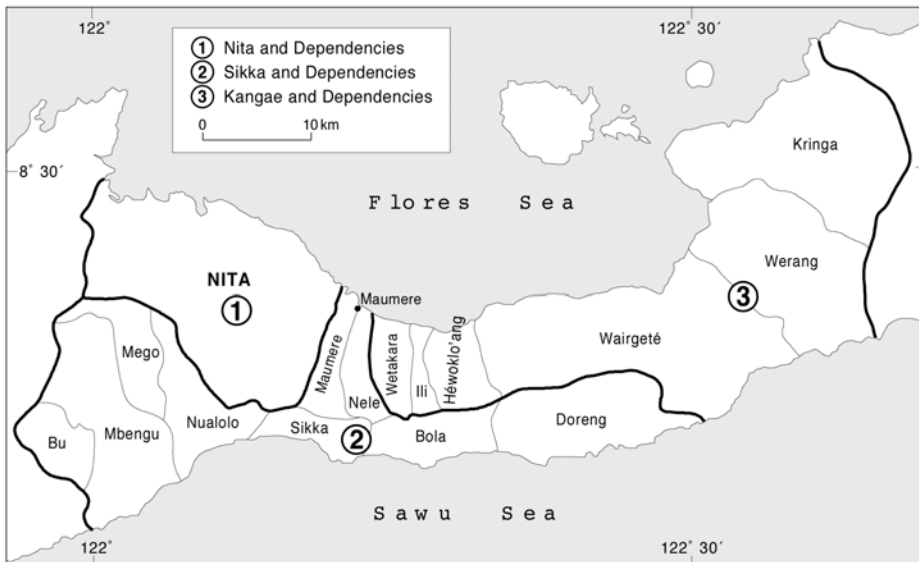 122°
122° 30´
1 Nita and Dependencies
2 Sikka and Dependencies
3 Kangae and Dependencies
0 10 km
8° 30´
Kringa
Flores Sea
Werang
NITA
1
3
Maumere
Wairgeté
Mego
Maumere
Wetakara
Ili
Héwoklo'ang
Nele
Nualolo
Sikka
2
Bola
Doreng
Bu
Mbengu
Sawu Sea
122°
122° 30´